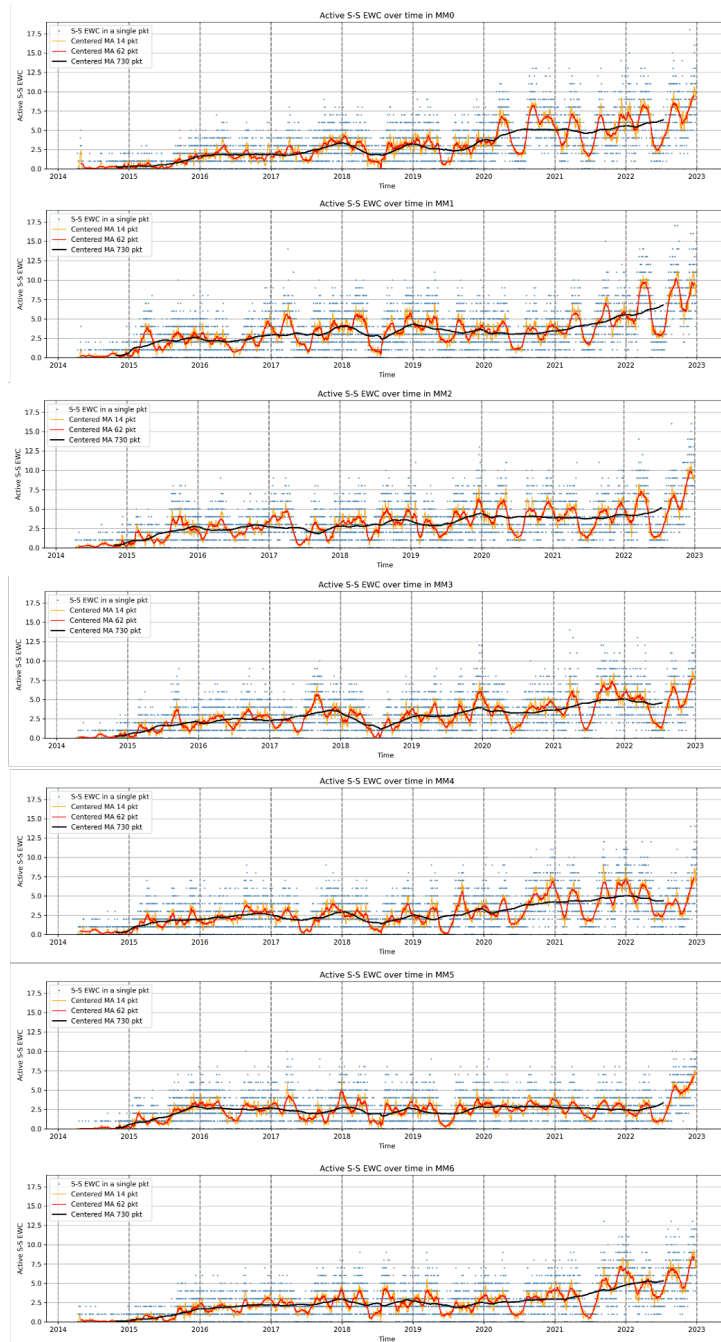 Active S-S EWC over time in MM0
S-S EWC in a single pkt
Centered MA 14 pkt
Centered MA 62 pkt
Centered MA 730 pkt
Active S-S EWC
17.5
15.0
12.5
10.0
7.5
5.0
2.5
0.0
2014 2015 2016 2017 2018 2019 2020 2021 2022 2023
Time
Active S-S EWC over time in MM1
S-S EWC in a single pkt
Centered MA 14 pkt
Centered MA 62 pkt
Centered MA 730 pkt
Active S-S EWC
17.5
15.0
12.5
10.0
7.5
5.0
2.5
0.0
2014 2015 2016 2017 2018 2019 2020 2021 2022 2023
Time
Active S-S EWC over time in MM2
S-S EWC in a single pkt
Centered MA 14 pkt
Centered MA 62 pkt
Centered MA 730 pkt
Active S-S EWC
17.5
15.0
12.5
10.0
7.5
5.0
2.5
0.0
2014 2015 2016 2017 2018 2019 2020 2021 2022 2023
Time
Active S-S EWC over time in MM3
S-S EWC in a single pkt
Centered MA 14 pkt
Centered MA 62 pkt
Centered MA 730 pkt
Active S-S EWC
17.5
15.0
12.5
10.0
7.5
5.0
2.5
0.0
2014 2015 2016 2017 2018 2019 2020 2021 2022 2023
Time
Active S-S EWC over time in MM4
S-S EWC in a single pkt
Centered MA 14 pkt
Centered MA 62 pkt
Centered MA 730 pkt
Active S-S EWC
17.5
15.0
12.5
10.0
7.5
5.0
2.5
0.0
2014 2015 2016 2017 2018 2019 2020 2021 2022 2023
Time
Active S-S EWC over time in MM5
S-S EWC in a single pkt
Centered MA 14 pkt
Centered MA 62 pkt
Centered MA 730 pkt
Active S-S EWC
17.5
15.0
12.5
10.0
7.5
5.0
2.5
0.0
2014 2015 2016 2017 2018 2019 2020 2021 2022 2023
Time
Active S-S EWC over time in MM6
S-S EWC in a single pkt
Centered MA 14 pkt
Centered MA 62 pkt
Centered MA 730 pkt
Active S-S EWC
17.5
15.0
12.5
10.0
7.5
5.0
2.5
0.0
2014 2015 2016 2017 2018 2019 2020 2021 2022 2023
Time